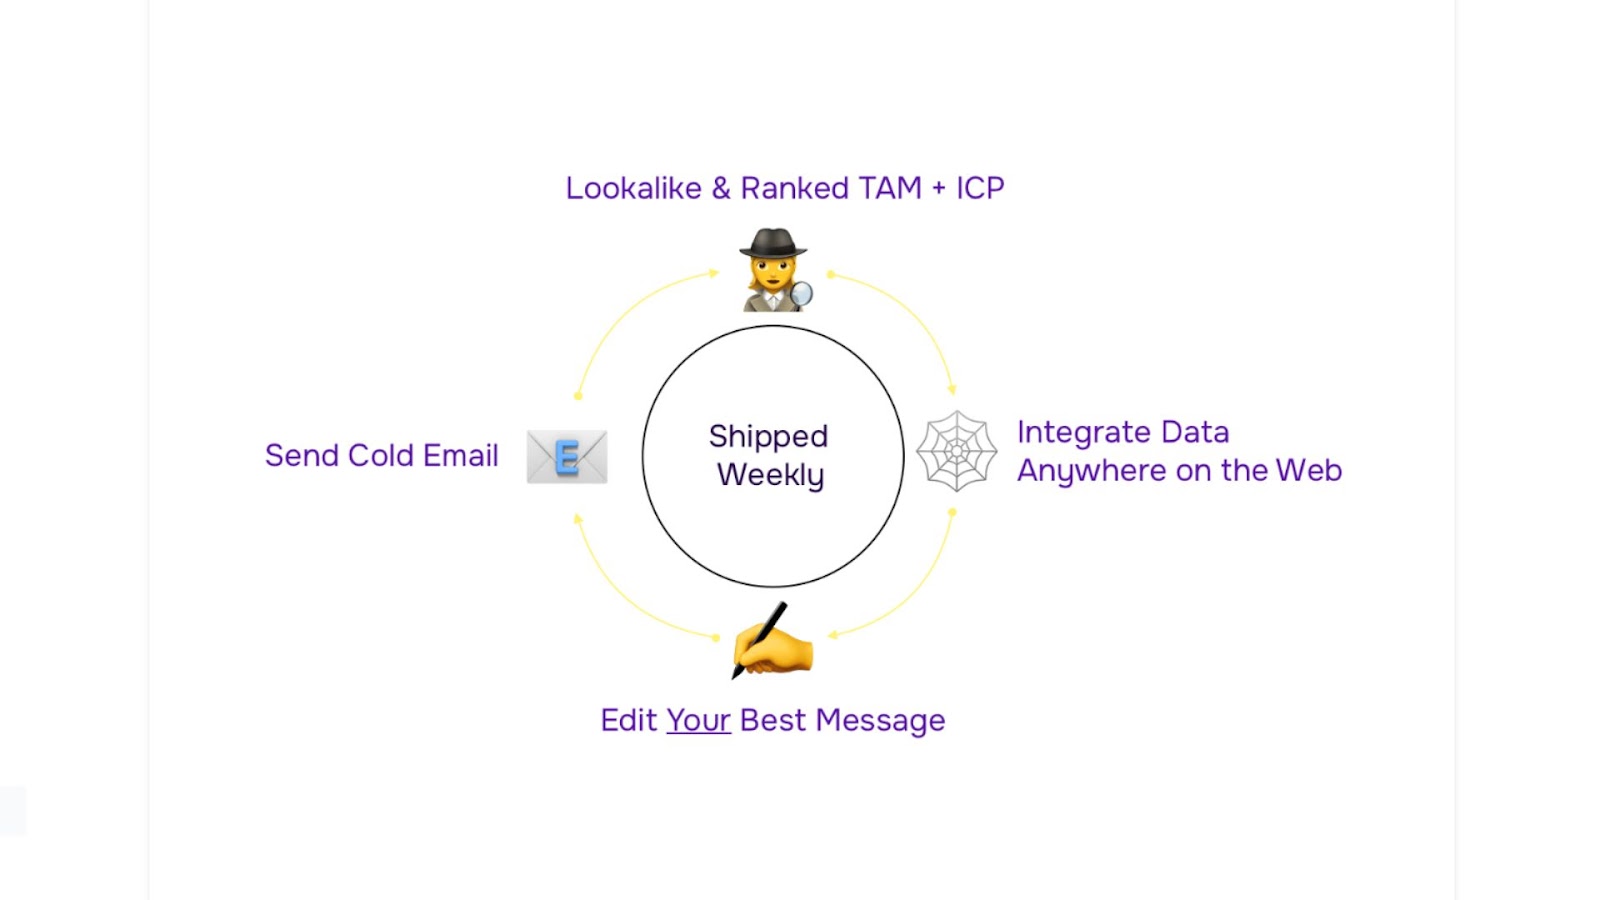 Lookalike & Ranked TAM + ICP
Send Cold Email
E
Shipped
Weekly
Integrate Data
Anywhere on the Web
Edit Your Best Message